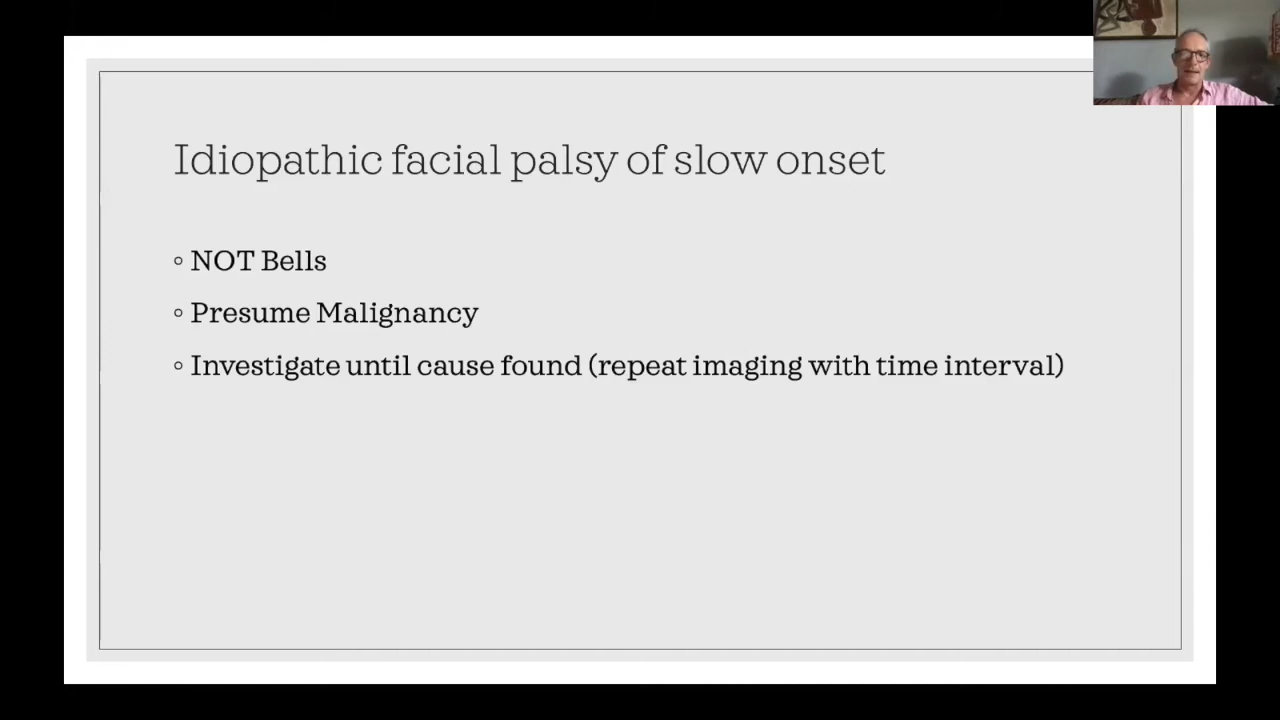 Idiopathic facial palsy of slow onset
◦ NOT Bells
◦ Presume Malignancy
◦ Investigate until cause found (repeat imaging with time interval)